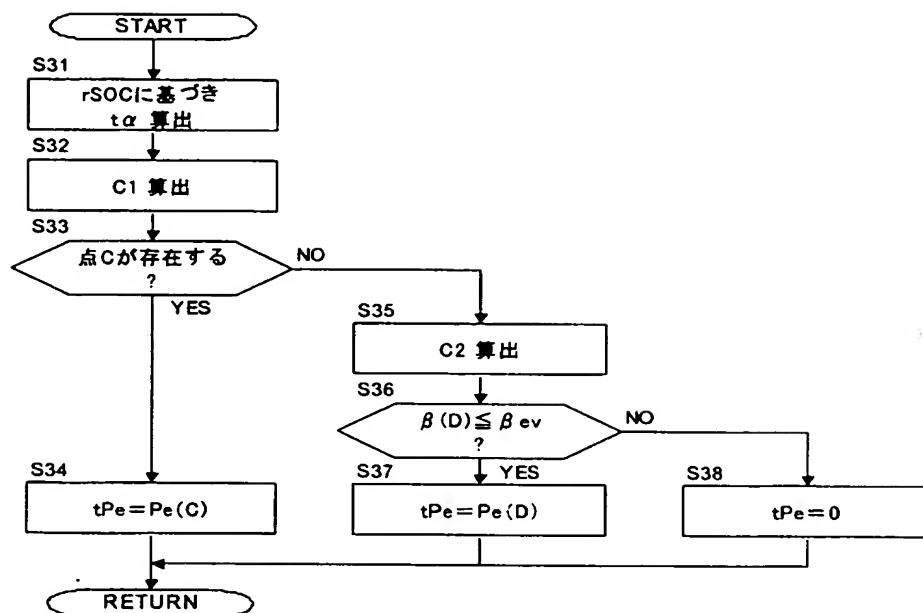 START
S31
rSOCに基づき
tα 算出
S32
C1 算出
S33
点Cが存在する
?
NO
YES
S35
C2 算出
S36
β(D)≦βev
?
NO
YES
S34
tPe=Pe(C)
S37
tPe=Pe(D)
S38
tPe=0
RETURN